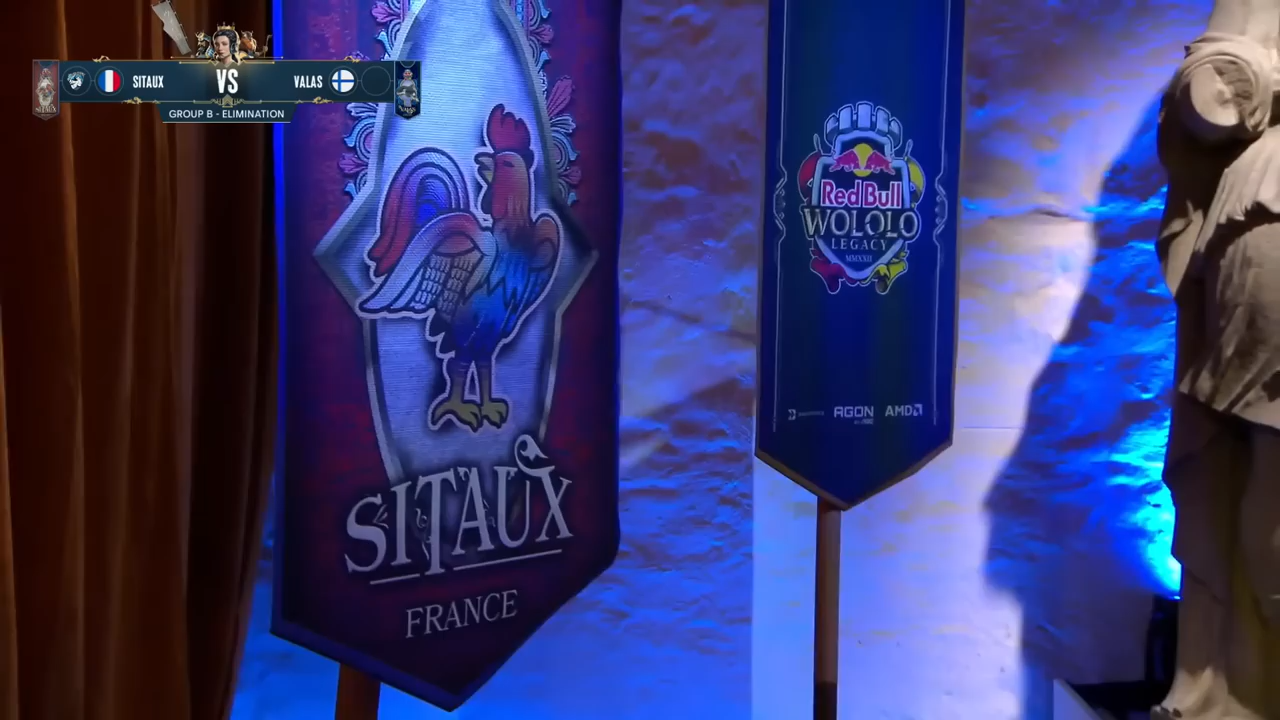 SITAUX
VS
VALAS
GROUP B - ELIMINATION
SITAUX
FRANCE
Red Bull
WOLOLO
LEGACY
MMXXII
AGON
AMD